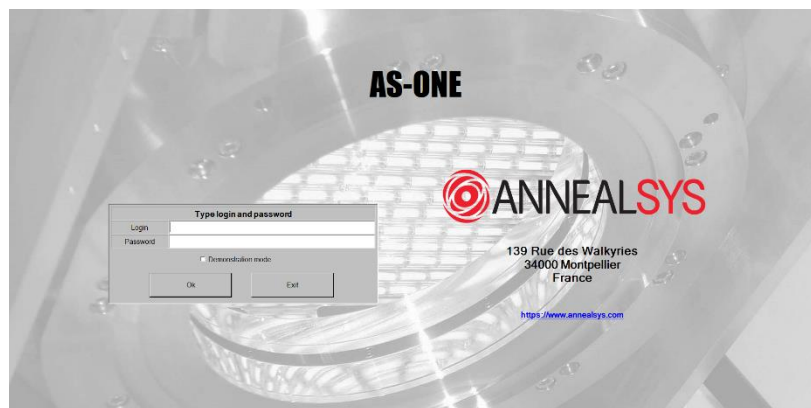 AS-ONE
ANNEALSYS
Type login and password
Login
Password
Demonstration mode
Ok
Exit
139 Rue des Walkyries
34000 Montpellier
France
https://www.annealsys.com